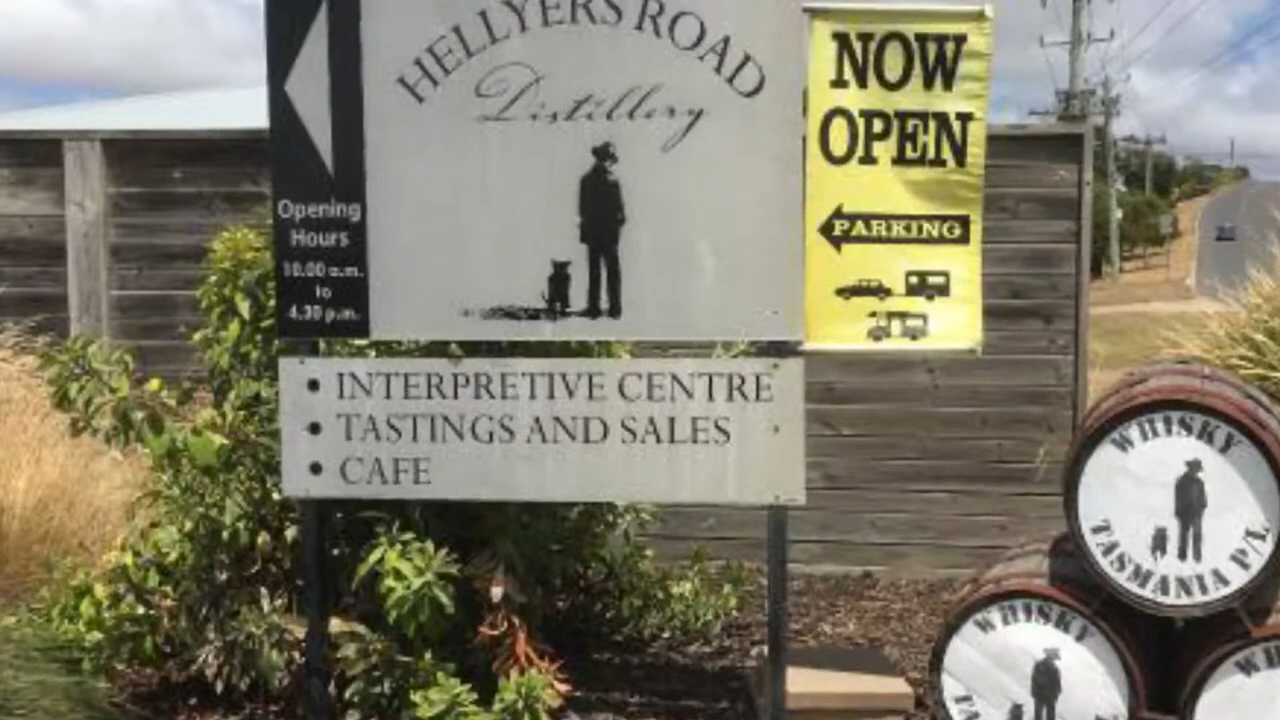 HELLYERS ROAD
Distillery
Opening
Hours
10.00 a.m.
to
4.30 p.m.
NOW
OPEN
PARKING
• INTERPRETIVE CENTRE
• TASTINGS AND SALES
• CAFE
WHISKY
TASMANIA P/L
WHISKY